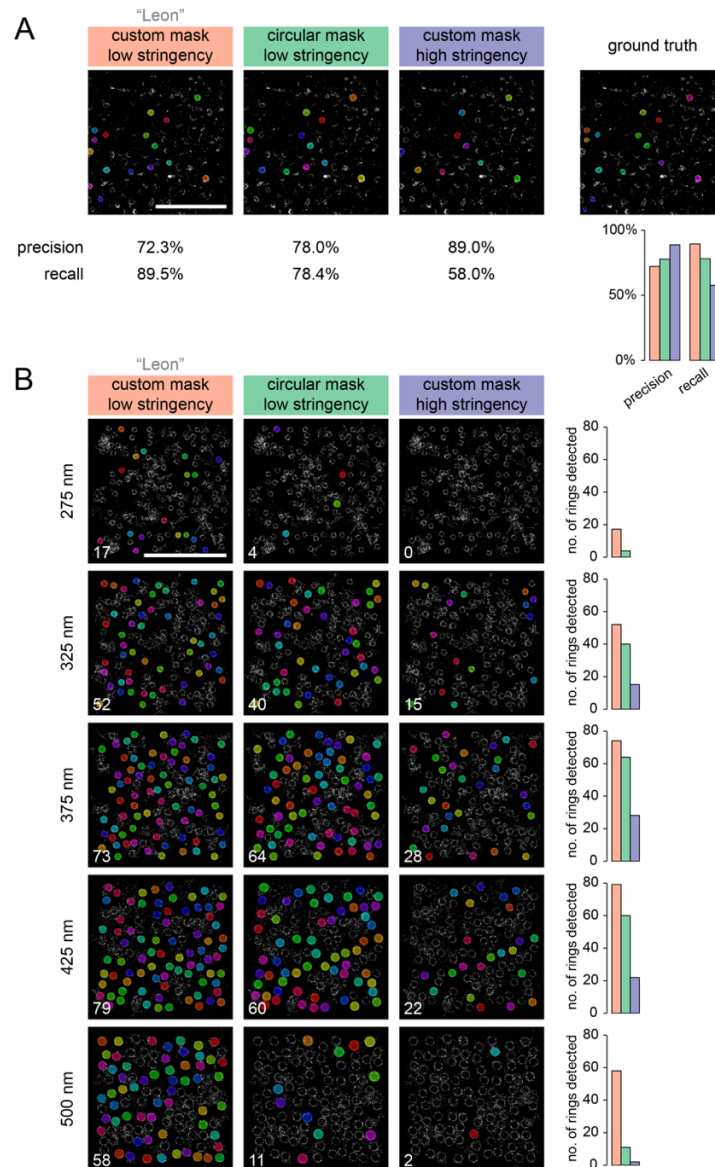 A
“Leon”
custom mask
low stringency
circular mask
low stringency
custom mask
high stringency
ground truth
precision 72.3% 78.0% 89.0%
recall 89.5% 78.4% 58.0%
100%
50%
0%
precision recall
B
“Leon”
custom mask
low stringency
circular mask
low stringency
custom mask
high stringency
275 nm
17
4
0
no. of rings detected
80
60
40
20
0
325 nm
52
40
15
no. of rings detected
80
60
40
20
0
375 nm
73
64
28
no. of rings detected
80
60
40
20
0
425 nm
79
60
22
no. of rings detected
80
60
40
20
0
500 nm
58
11
2
no. of rings detected
80
60
40
20
0